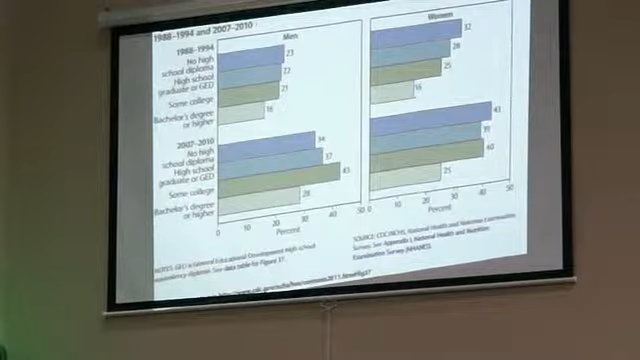 1988–1994 and 2007–2010
Men
Women
1988–1994
No high
school diploma
High school
graduate or GED
Some college
Bachelor's degree
or higher
23
22
21
16
32
28
25
16
2007–2010
No high
school diploma
High school
graduate or GED
Some college
Bachelor's degree
or higher
34
37
43
28
43
39
40
25
0 10 20 30 40 50
Percent
0 10 20 30 40 50
Percent
NOTES: GED is General Educational Development high school
equivalency diploma. See data table for Figure 37.
SOURCE: CDC/NCHS, National Health and Nutrition Examination
Survey. See Appendix I, National Health and Nutrition
Examination Survey (NHANES).